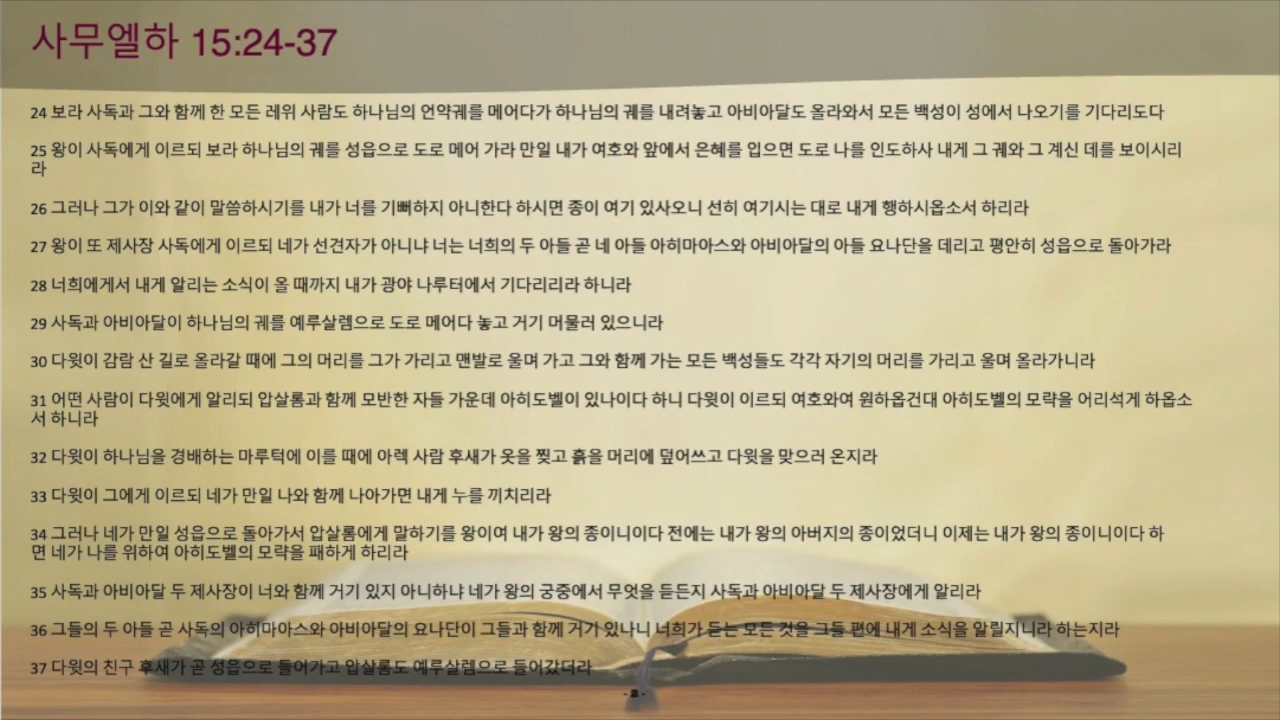 사무엘하 15:24-37
24 보라 사독과 그와 함께 한 모든 레위 사람도 하나님의 언약궤를 메어다가 하나님의 궤를 내려놓고 아비아달도 올라와서 모든 백성이 성에서 나오기를 기다리도다
25 왕이 사독에게 이르되 보라 하나님의 궤를 성읍으로 도로 메어 가라 만일 내가 여호와 앞에서 은혜를 입으면 도로 나를 인도하사 내게 그 궤와 그 계신 데를 보이시리
라
26 그러나 그가 이와 같이 말씀하시기를 내가 너를 기뻐하지 아니한다 하시면 종이 여기 있사오니 선히 여기시는 대로 내게 행하시옵소서 하리라
27 왕이 또 제사장 사독에게 이르되 네가 선견자가 아니냐 너는 너희의 두 아들 곧 네 아들 아히마아스와 아비아달의 아들 요나단을 데리고 평안히 성읍으로 돌아가라
28 너희에게서 내게 알리는 소식이 올 때까지 내가 광야 나루터에서 기다리리라 하니라
29 사독과 아비아달이 하나님의 궤를 예루살렘으로 도로 메어다 놓고 거기 머물러 있으니라
30 다윗이 감람 산 길로 올라갈 때에 그의 머리를 그가 가리고 맨발로 울며 가고 그와 함께 가는 모든 백성들도 각각 자기의 머리를 가리고 울며 올라가니라
31 어떤 사람이 다윗에게 알리되 압살롬과 함께 모반한 자들 가운데 아히도벨이 있나이다 하니 다윗이 이르되 여호와여 원하옵건대 아히도벨의 모략을 어리석게 하옵소
서 하니라
32 다윗이 하나님을 경배하는 마루턱에 이를 때에 아렉 사람 후새가 옷을 찢고 흙을 머리에 덮어쓰고 다윗을 맞으러 온지라
33 다윗이 그에게 이르되 네가 만일 나와 함께 나아가면 내게 누를 끼치리라
34 그러나 네가 만일 성읍으로 돌아가서 압살롬에게 말하기를 왕이여 내가 왕의 종이니이다 전에는 내가 왕의 아버지의 종이었더니 이제는 내가 왕의 종이니이다 하
면 네가 나를 위하여 아히도벨의 모략을 패하게 하리라
35 사독과 아비아달 두 제사장이 너와 함께 거기 있지 아니하냐 네가 왕의 궁중에서 무엇을 듣든지 사독과 아비아달 두 제사장에게 알리라
36 그들의 두 아들 곧 사독의 아히마아스와 아비아달의 요나단이 그들과 함께 거기 있나니 너희가 듣는 모든 것을 그들 편에 내게 소식을 알릴지니라 하는지라
37 다윗의 친구 후새가 곧 성읍으로 들어가고 압살롬도 예루살렘으로 들어갔더라
- 2 -